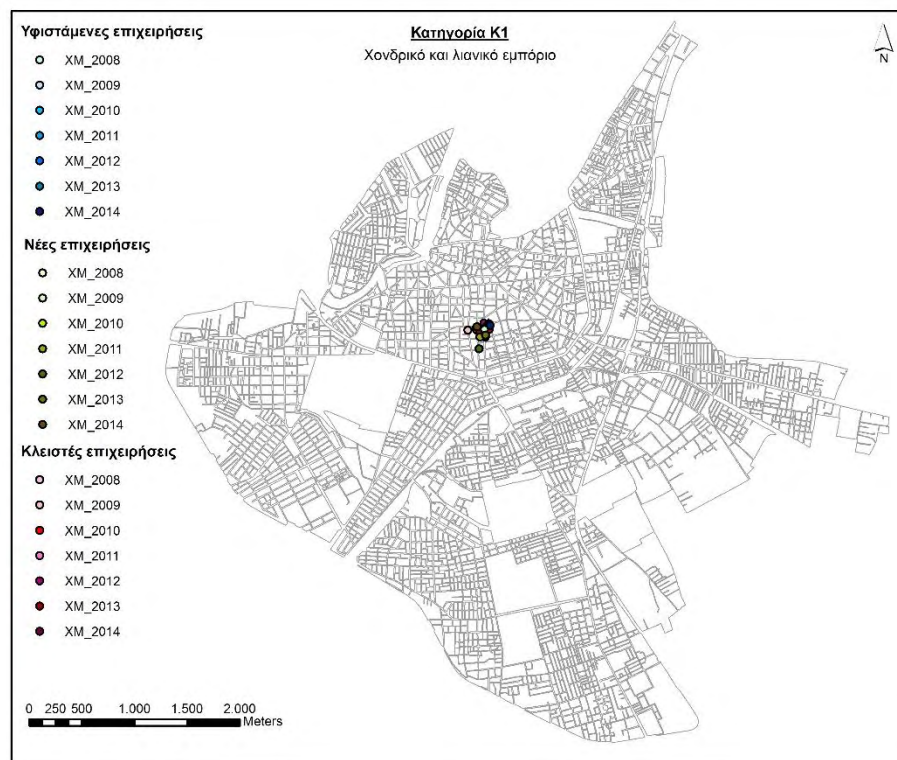 Υφιστάμενες επιχειρήσεις
XM_2008
XM_2009
XM_2010
XM_2011
XM_2012
XM_2013
XM_2014
Νέες επιχειρήσεις
XM_2008
XM_2009
XM_2010
XM_2011
XM_2012
XM_2013
XM_2014
Κλειστές επιχειρήσεις
XM_2008
XM_2009
XM_2010
XM_2011
XM_2012
XM_2013
XM_2014
0 250 500 1.000 1.500 2.000
Meters
Κατηγορία Κ1
Χονδρικό και λιανικό εμπόριο
N